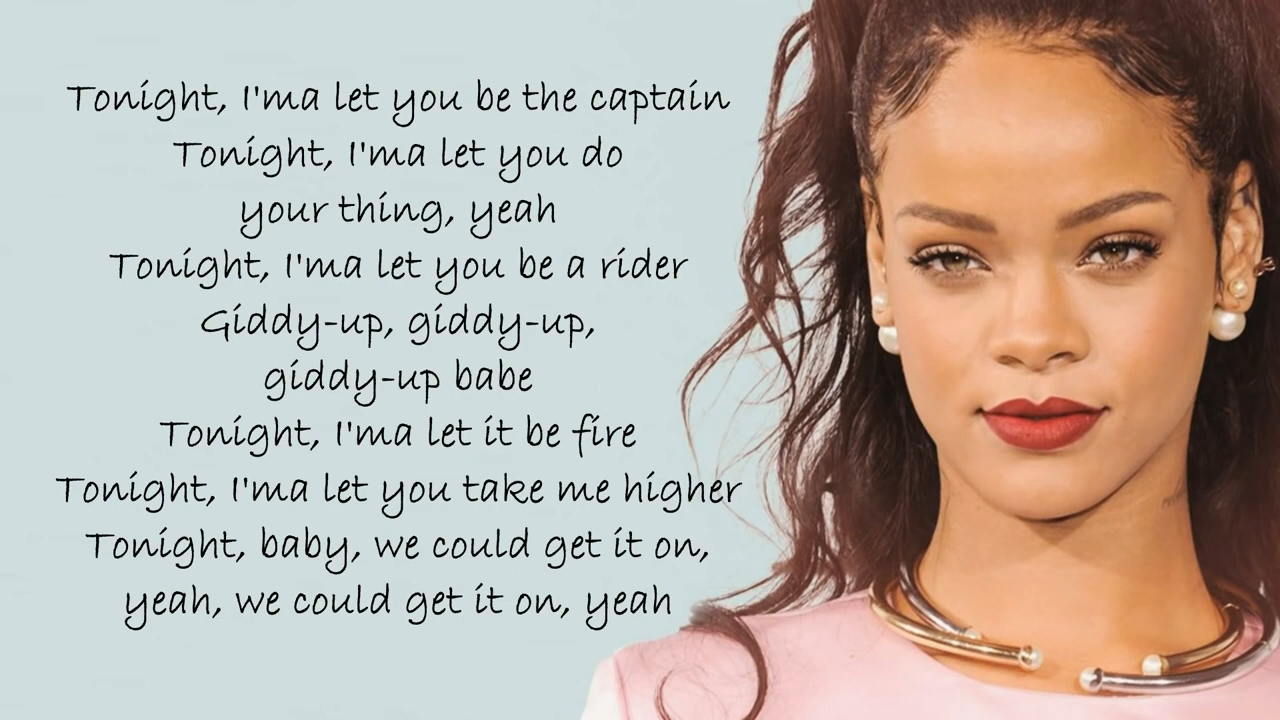 Tonight, I'ma let you be the captain
Tonight, I'ma let you do
your thing, yeah
Tonight, I'ma let you be a rider
Giddy-up, giddy-up,
giddy-up babe
Tonight, I'ma let it be fire
Tonight, I'ma let you take me higher
Tonight, baby, we could get it on,
yeah, we could get it on, yeah